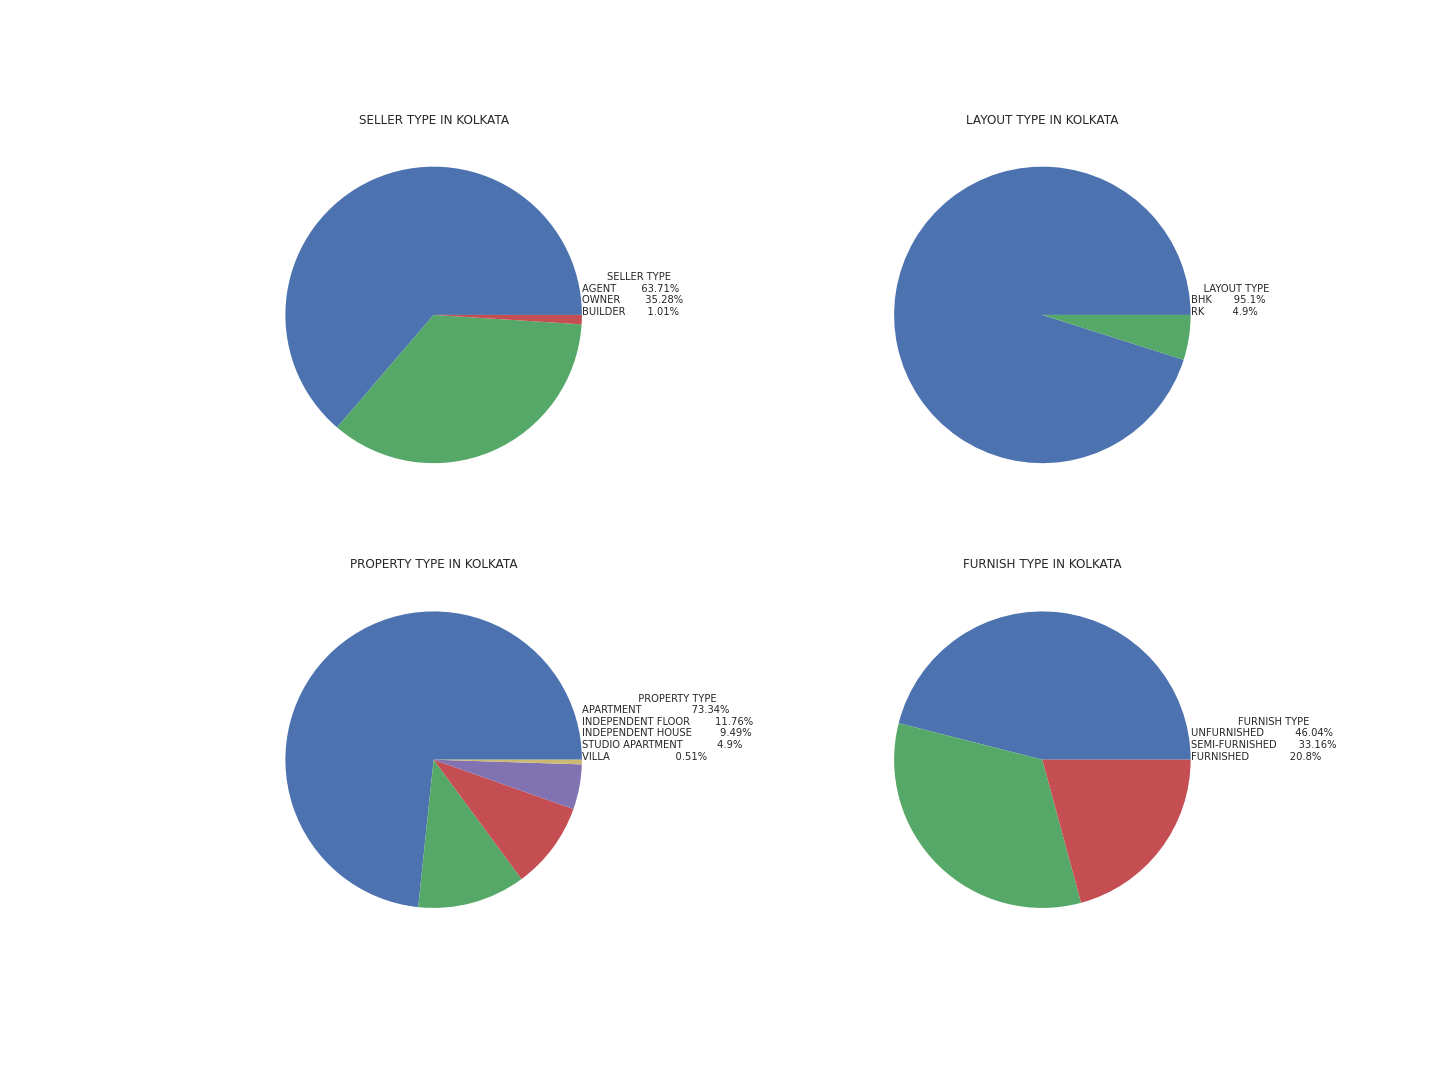 SELLER TYPE IN KOLKATA
SELLER TYPE
AGENT 63.71%
OWNER 35.28%
BUILDER 1.01%
LAYOUT TYPE IN KOLKATA
LAYOUT TYPE
BHK 95.1%
RK 4.9%
PROPERTY TYPE IN KOLKATA
PROPERTY TYPE
APARTMENT 73.34%
INDEPENDENT FLOOR 11.76%
INDEPENDENT HOUSE 9.49%
STUDIO APARTMENT 4.9%
VILLA 0.51%
FURNISH TYPE IN KOLKATA
FURNISH TYPE
UNFURNISHED 46.04%
SEMI-FURNISHED 33.16%
FURNISHED 20.8%